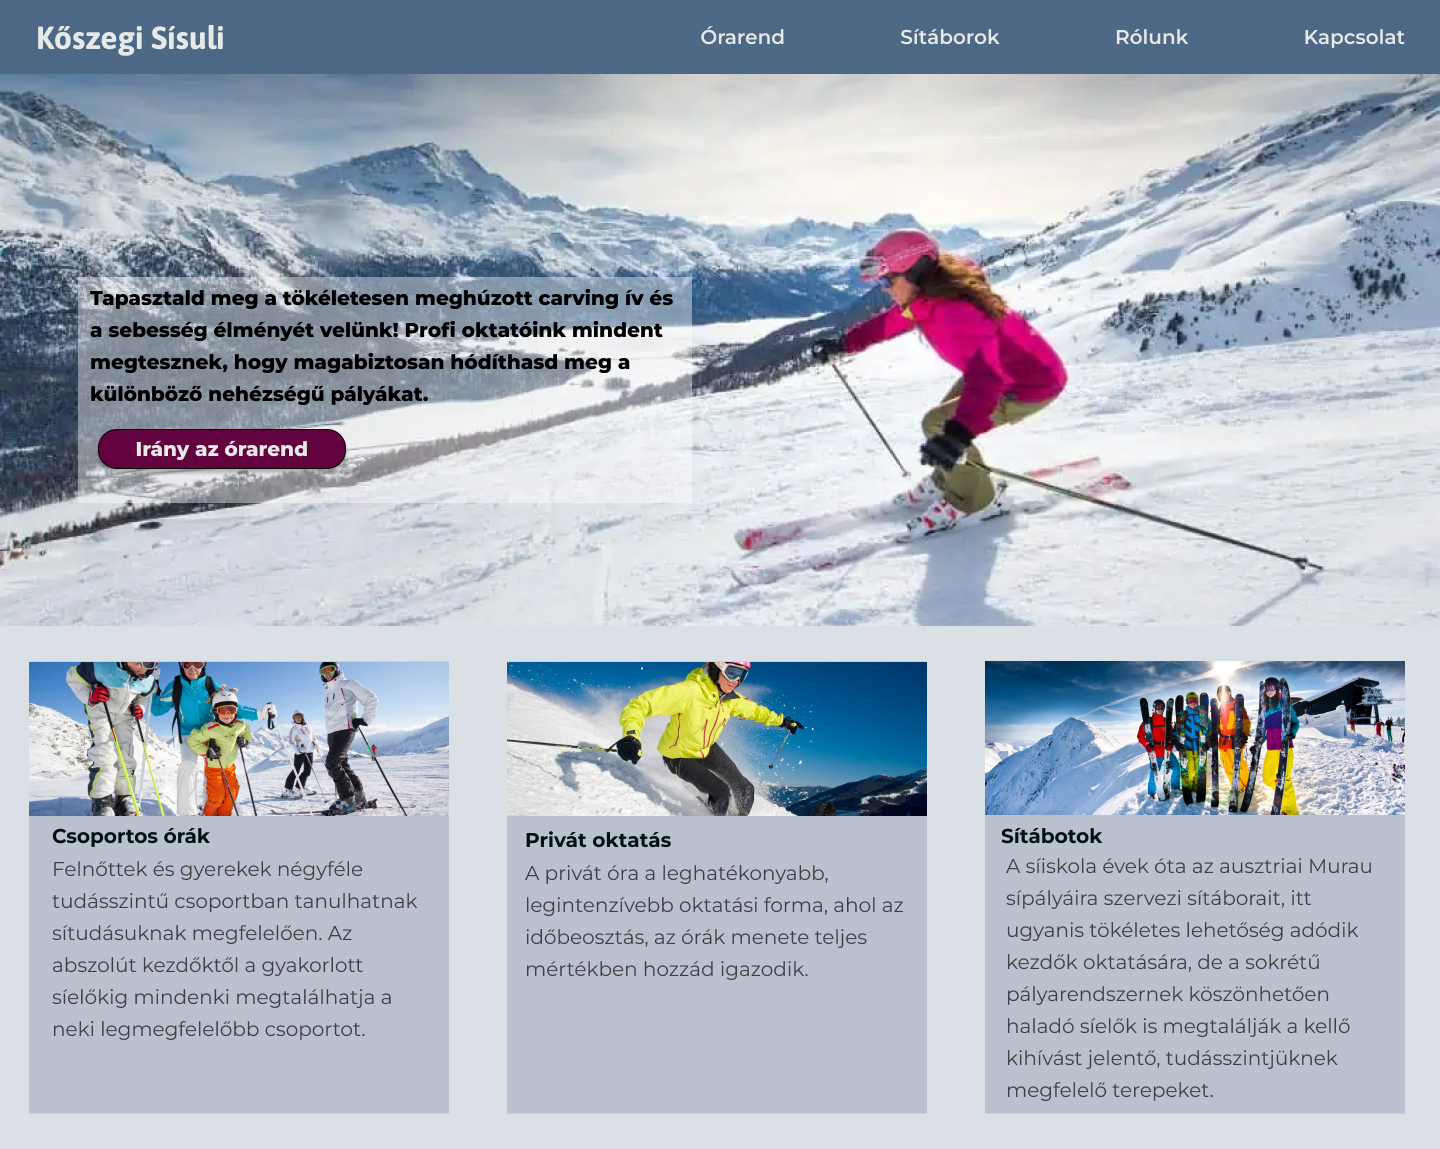 Kőszegi Sísuli
Órarend
Sítáborok
Rólunk
Kapcsolat
Tapasztald meg a tökéletesen meghúzott carving ív és
a sebesség élményét velünk! Profi oktatóink mindent
megtesznek, hogy magabiztosan hódíthasd meg a
különböző nehézségű pályákat.
Irány az órarend
Csoportos órák
Felnőttek és gyerekek négyféle
tudásszintű csoportban tanulhatnak
sítudásuknak megfelelően. Az
abszolút kezdőktől a gyakorlott
síelőkig mindenki megtalálhatja a
neki legmegfelelőbb csoportot.
Privát oktatás
A privát óra a leghatékonyabb,
legintenzívebb oktatási forma, ahol az
időbeosztás, az órák menete teljes
mértékben hozzád igazodik.
Sítábotok
A síiskola évek óta az ausztriai Murau
sípályáira szervezi sítáborait, itt
ugyanis tökéletes lehetőség adódik
kezdők oktatására, de a sokrétű
pályarendszernek köszönhetően
haladó síelők is megtalálják a kellő
kihívást jelentő, tudásszintjüknek
megfelelő terepeket.